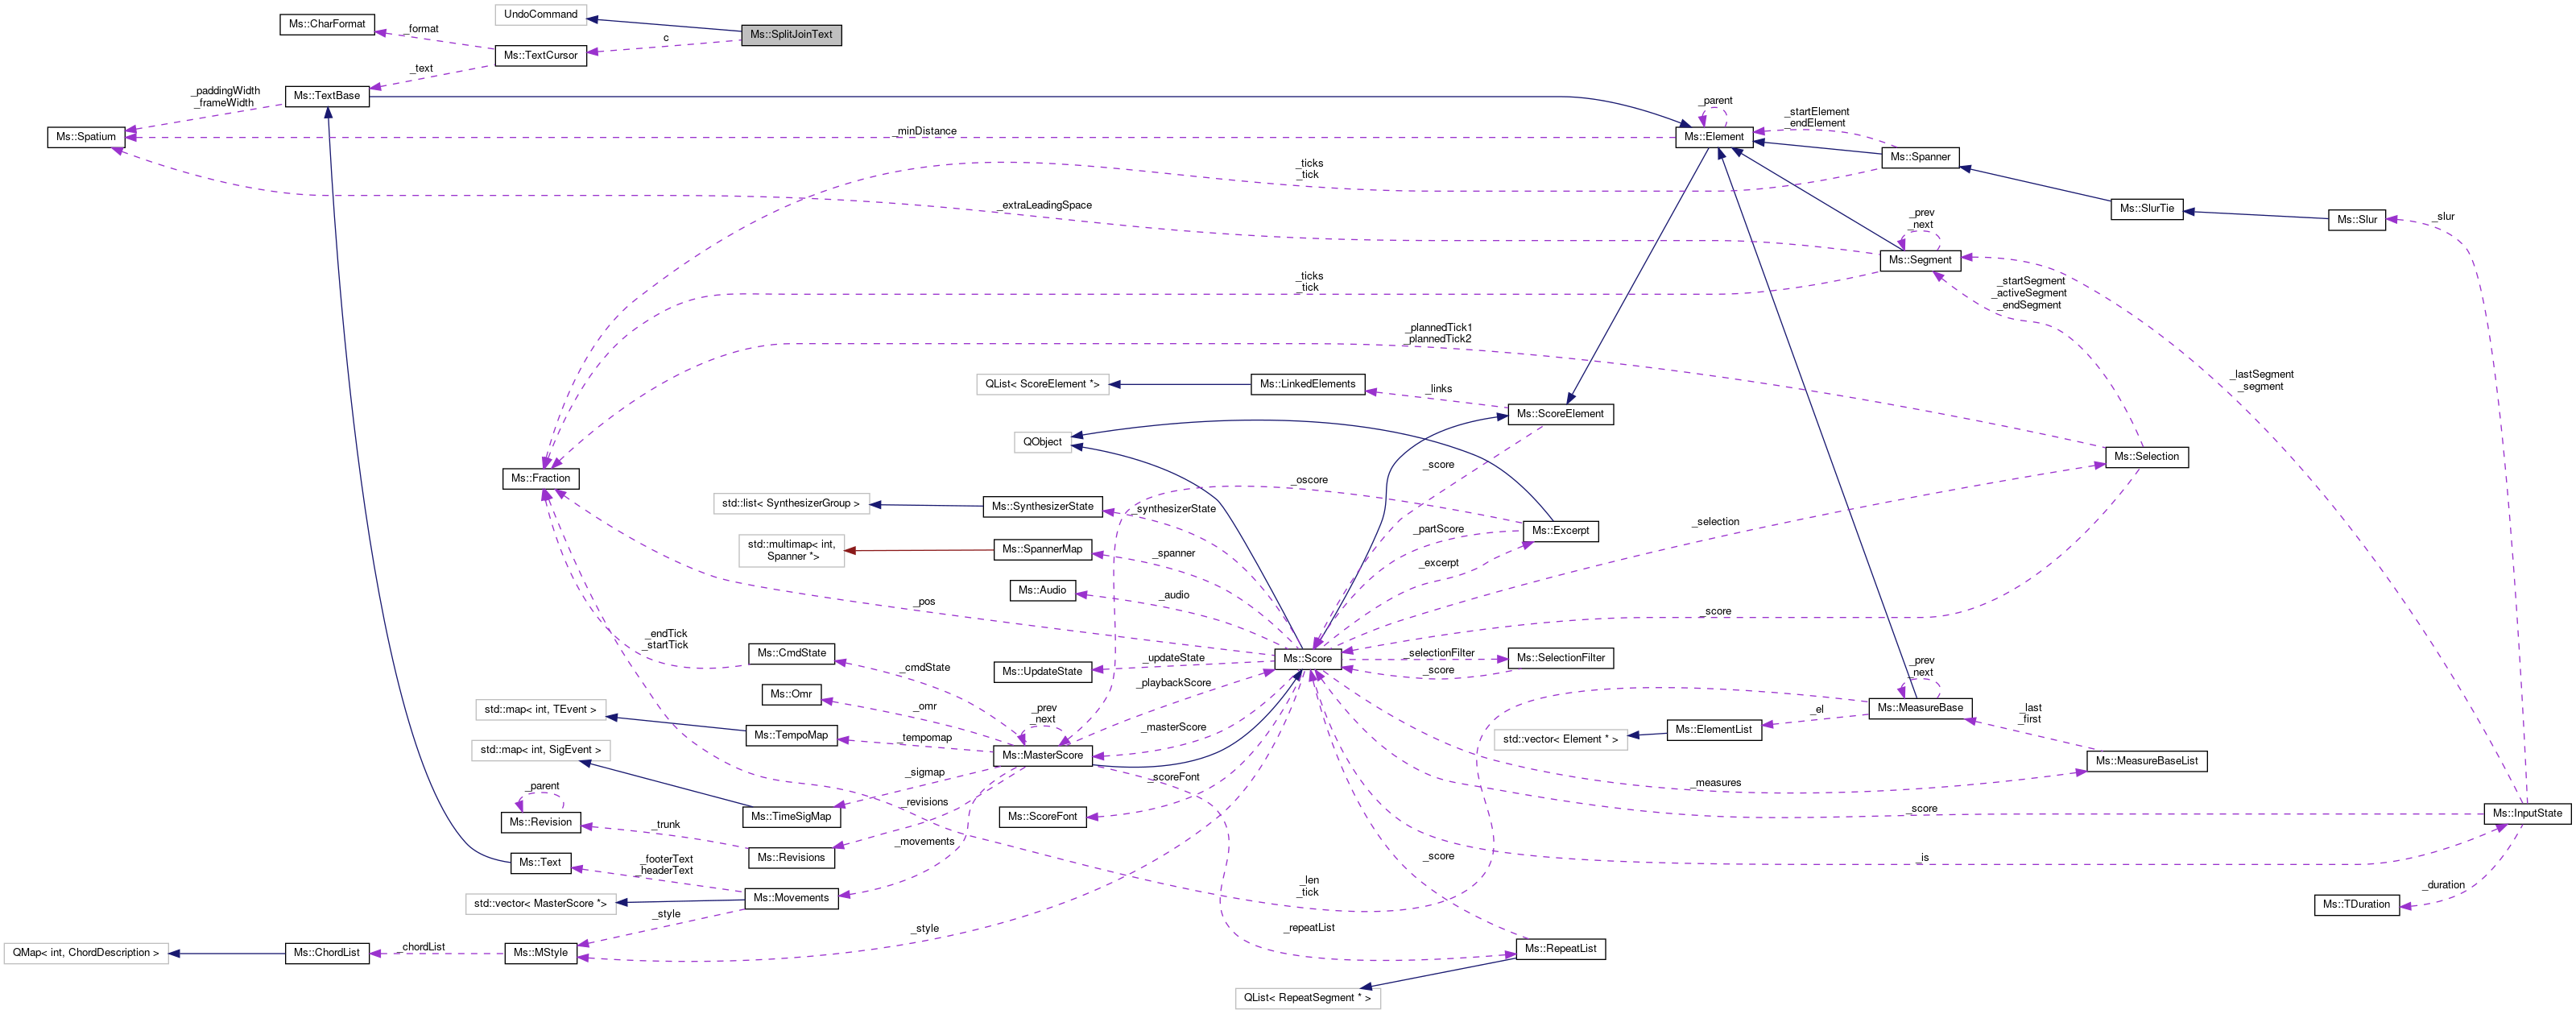 UndoCommand
Ms::CharFormat
Ms::SplitJoinText
_format
c
Ms::TextCursor
_text
_paddingWidth
_frameWidth
Ms::TextBase
_parent
_startElement
_endElement
Ms::Spatium
_minDistance
Ms::Element
Ms::Spanner
_ticks
_tick
_extraLeadingSpace
Ms::SlurTie
_prev
_next
Ms::Slur
_slur
Ms::Segment
_ticks
_tick
_startSegment
_activeSegment
_endSegment
_plannedTick1
_plannedTick2
QList< ScoreElement *>
Ms::LinkedElements
_links
_lastSegment
_segment
Ms::ScoreElement
QObject
_score
Ms::Selection
Ms::Fraction
_oscore
std::list< SynthesizerGroup >
Ms::SynthesizerState
_synthesizerState
_partScore
Ms::Excerpt
_selection
std::multimap< int,
Spanner *>
Ms::SpannerMap
_spanner
_excerpt
Ms::Audio
_audio
_pos
_score
_endTick
_startTick
Ms::CmdState
_cmdState
Ms::UpdateState
_updateState
Ms::Score
_selectionFilter
_score
Ms::SelectionFilter
_prev
_next
_playbackScore
Ms::Omr
_omr
std::map< int, TEvent >
Ms::TempoMap
_tempomap
_prev
_next
_masterScore
_el
Ms::MeasureBase
_last
_first
std::vector< Element * >
Ms::ElementList
std::map< int, SigEvent >
Ms::MasterScore
Ms::MeasureBaseList
_sigmap
_scoreFont
_measures
_parent
_revisions
Ms::Revision
_trunk
Ms::TimeSigMap
Ms::ScoreFont
_score
Ms::InputState
_movements
Ms::Revisions
_score
_is
Ms::Text
_footerText
_headerText
_len
_tick
_duration
std::vector< MasterScore *>
Ms::Movements
Ms::TDuration
_style
_style
_repeatList
QMap< int, ChordDescription >
Ms::ChordList
_chordList
Ms::MStyle
Ms::RepeatList
QList< RepeatSegment * >